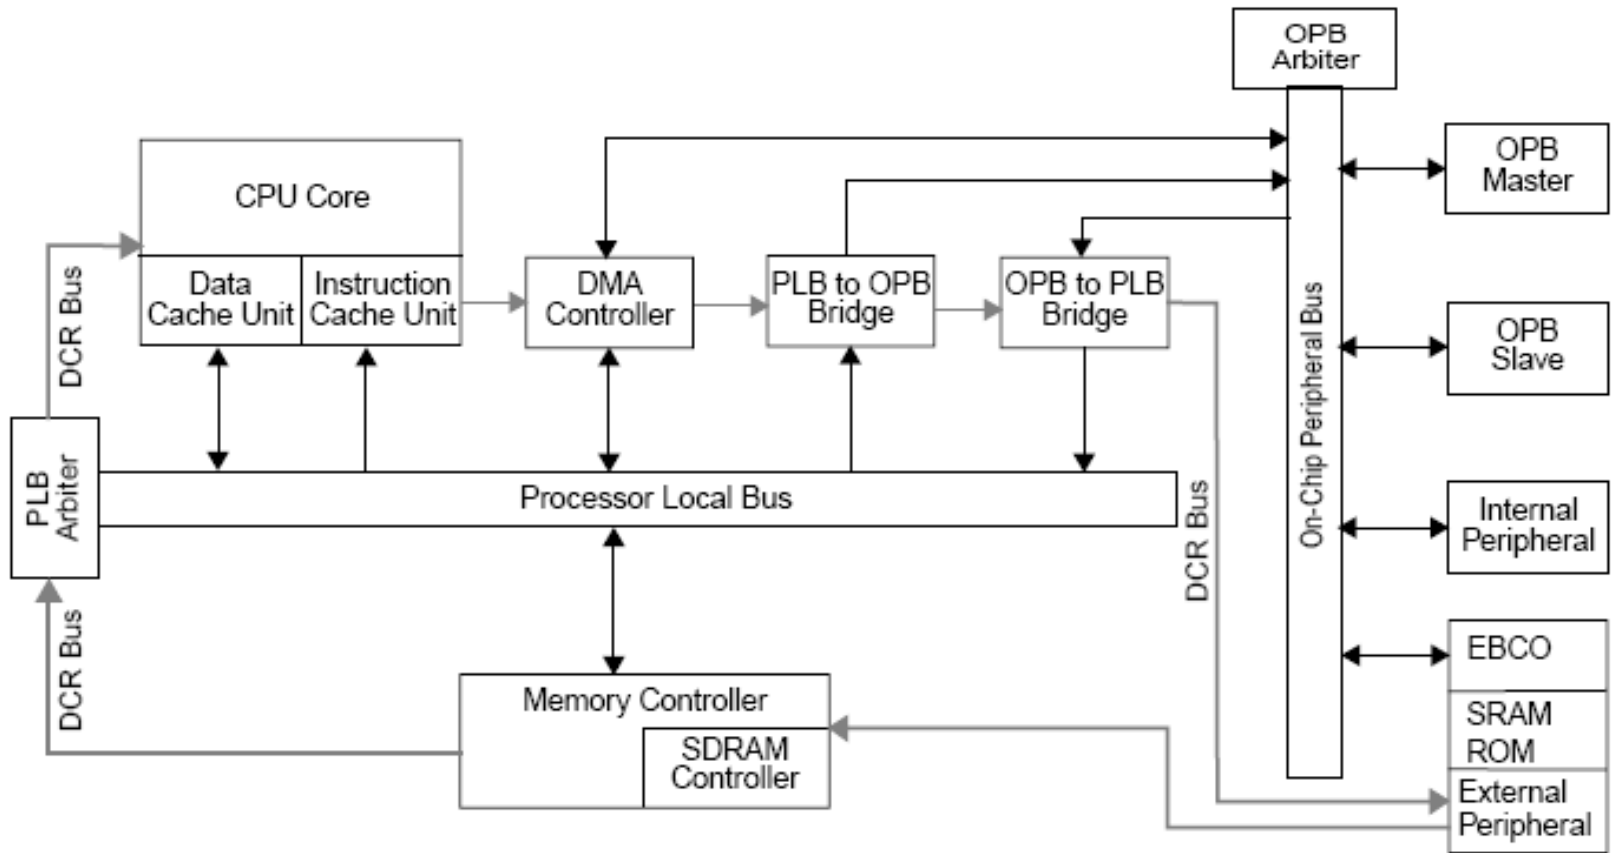 OPB
Arbiter
CPU Core
OPB
Master
Data
Cache Unit
Instruction
Cache Unit
DMA
Controller
PLB to OPB
Bridge
OPB to PLB
Bridge
DCR Bus
On-Chip Peripheral Bus
OPB
Slave
PLB
Arbiter
Processor Local Bus
DCR Bus
Internal
Peripheral
DCR Bus
Memory Controller
SDRAM
Controller
EBCO
SRAM
ROM
External
Peripheral